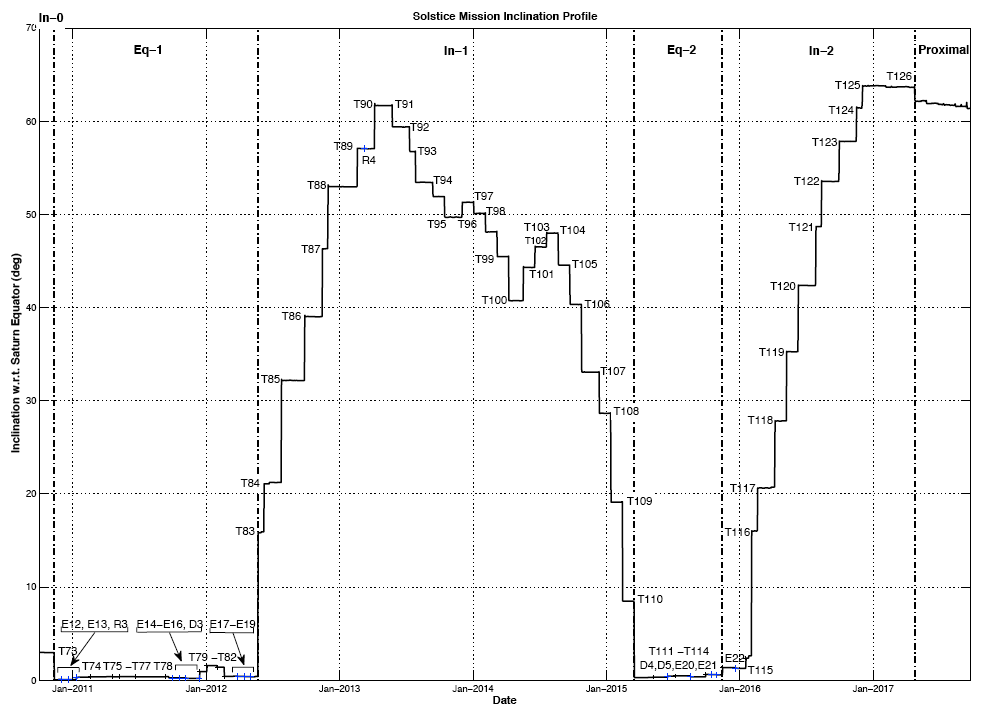 Solstice Mission Inclination Profile
In–0
Eq–1
In–1
Eq–2
In–2
Proximal
Inclination w.r.t. Saturn Equator (deg)
70
60
50
40
30
20
10
0
T126
T125
T124
T123
T122
T121
T120
T119
T118
T117
T116
T115
T90
T91
T92
T89
R4
T93
T88
T94
T97
T95
T96
T98
T103
T104
T102
T87
T99
T101
T105
T100
T106
T86
T85
T107
T108
T84
T109
T83
T110
E12, E13, R3
E14–E16, D3
E17–E19
T73
T74 T75 –T77 T78
T79 –T82
T111 –T114
D4,D5,E20,E21
E22
Jan–2011
Jan–2012
Jan–2013
Jan–2014
Jan–2015
Jan–2016
Jan–2017
Date